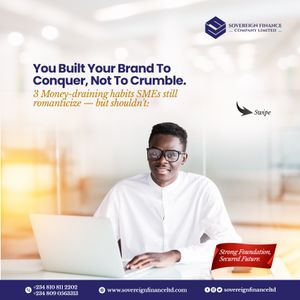 SOVEREIGN FINANCE
COMPANY LIMITED
You Built Your Brand To
Conquer, Not To Crumble.
3 Money-draining habits SMEs still
romanticize — but shouldn't:
Swipe
Strong Foundation,
Secured Future.
+234 810 811 2202
+234 809 0563313
www.sovereignfinanceltd.com
@sovereignfinanceltd